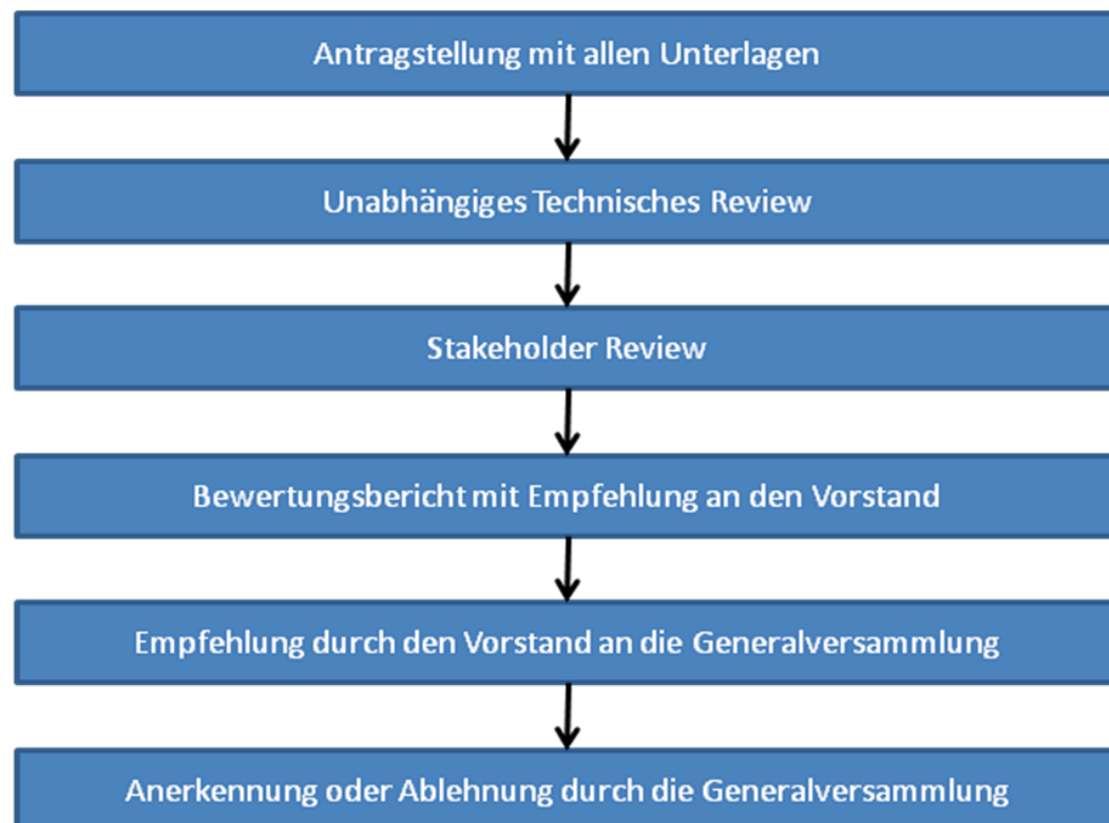 Antragstellung mit allen Unterlagen
Unabhängiges Technisches Review
Stakeholder Review
Bewertungsbericht mit Empfehlung an den Vorstand
Empfehlung durch den Vorstand an die Generalversammlung
Anerkennung oder Ablehnung durch die Generalversammlung